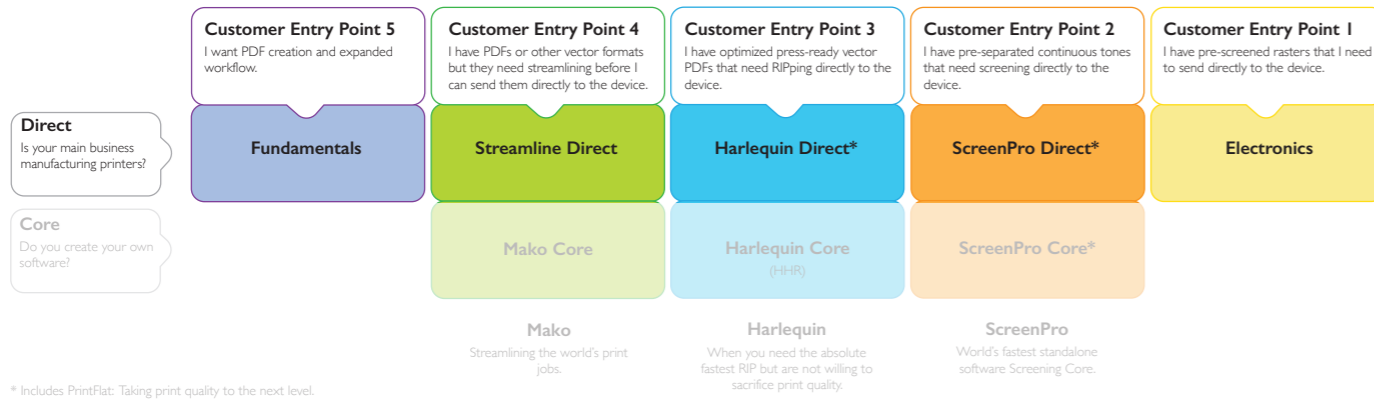 Customer Entry Point 5
I want PDF creation and expanded
workflow.
Customer Entry Point 4
I have PDFs or other vector formats
but they need streamlining before I
can send them directly to the device.
Customer Entry Point 3
I have optimized press-ready vector
PDFs that need RIPping directly to the
device.
Customer Entry Point 2
I have pre-separated continuous tones
that need screening directly to the
device.
Customer Entry Point 1
I have pre-screened rasters that I need
to send directly to the device.
Direct
Is your main business
manufacturing printers?
Fundamentals
Streamline Direct
Harlequin Direct*
ScreenPro Direct*
Electronics
Core
Do you create your own
software?
Mako Core
Harlequin Core
(HHR)
ScreenPro Core*
Mako
Streamlining the world's print
jobs.
Harlequin
When you need the absolute
fastest RIP but are not willing to
sacrifice print quality.
ScreenPro
World's fastest standalone
software Screening Core.
* Includes PrintFlat: Taking print quality to the next level.